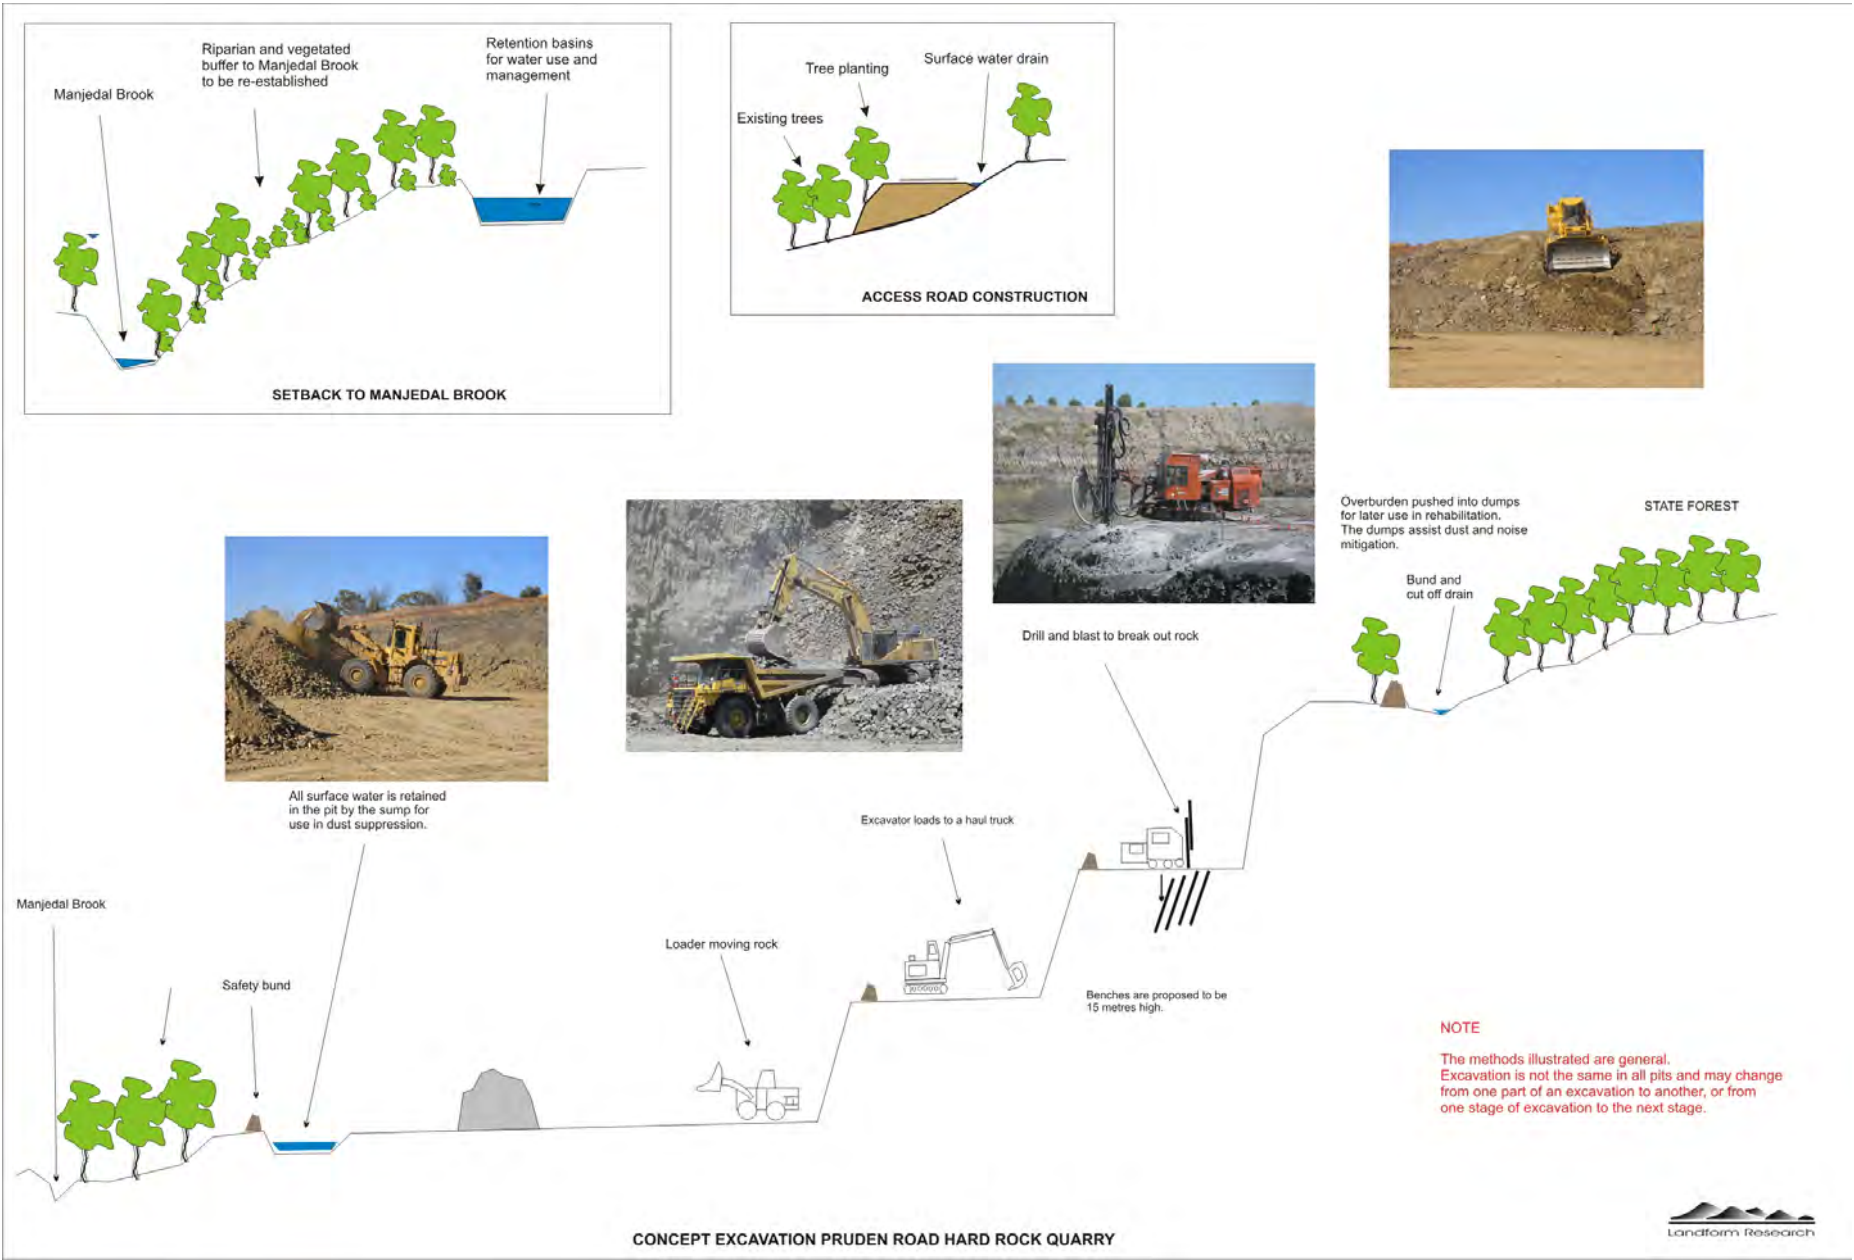 Manjedal Brook
Riparian and vegetated
buffer to Manjedal Brook
to be re-established
Retention basins
for water use and
management
SETBACK TO MANJEDAL BROOK
Existing trees
Tree planting
Surface water drain
ACCESS ROAD CONSTRUCTION
Overburden pushed into dumps
for later use in rehabilitation.
The dumps assist dust and noise
mitigation.
STATE FOREST
Bund and
cut off drain
Drill and blast to break out rock
All surface water is retained
in the pit by the sump for
use in dust suppression.
Excavator loads to a haul truck
Manjedal Brook
Safety bund
Loader moving rock
Benches are proposed to be
15 metres high.
NOTE
The methods illustrated are general.
Excavation is not the same in all pits and may change
from one part of an excavation to another, or from
one stage of excavation to the next stage.
CONCEPT EXCAVATION PRUDEN ROAD HARD ROCK QUARRY
Landform Research